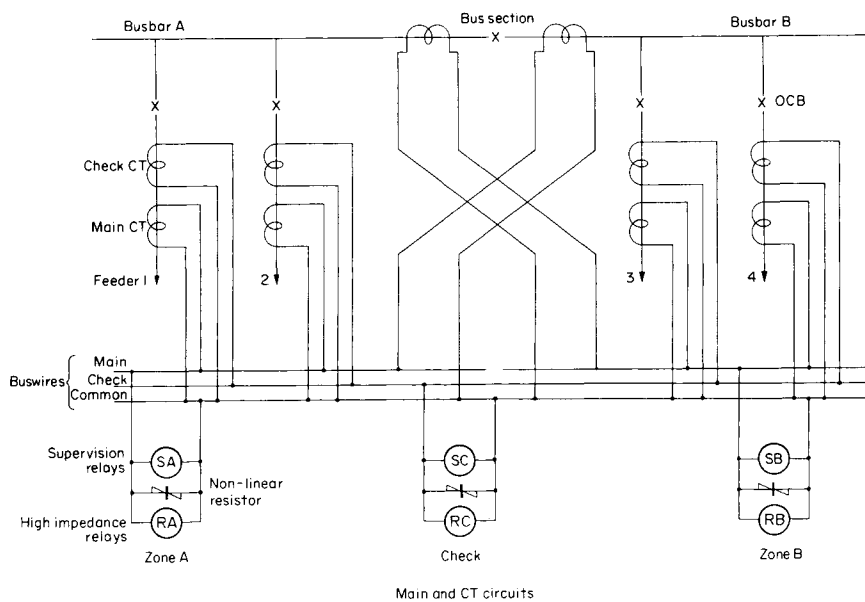 Busbar A
Bus section
Busbar B
X
X
X
X
X
OCB
Check CT
Main CT
Feeder 1
2
3
4
Buswires
Main
Check
Common
Supervision relays
SA
SC
SB
Non-linear
resistor
High impedance
relays
RA
RC
RB
Zone A
Check
Zone B
Main and CT circuits